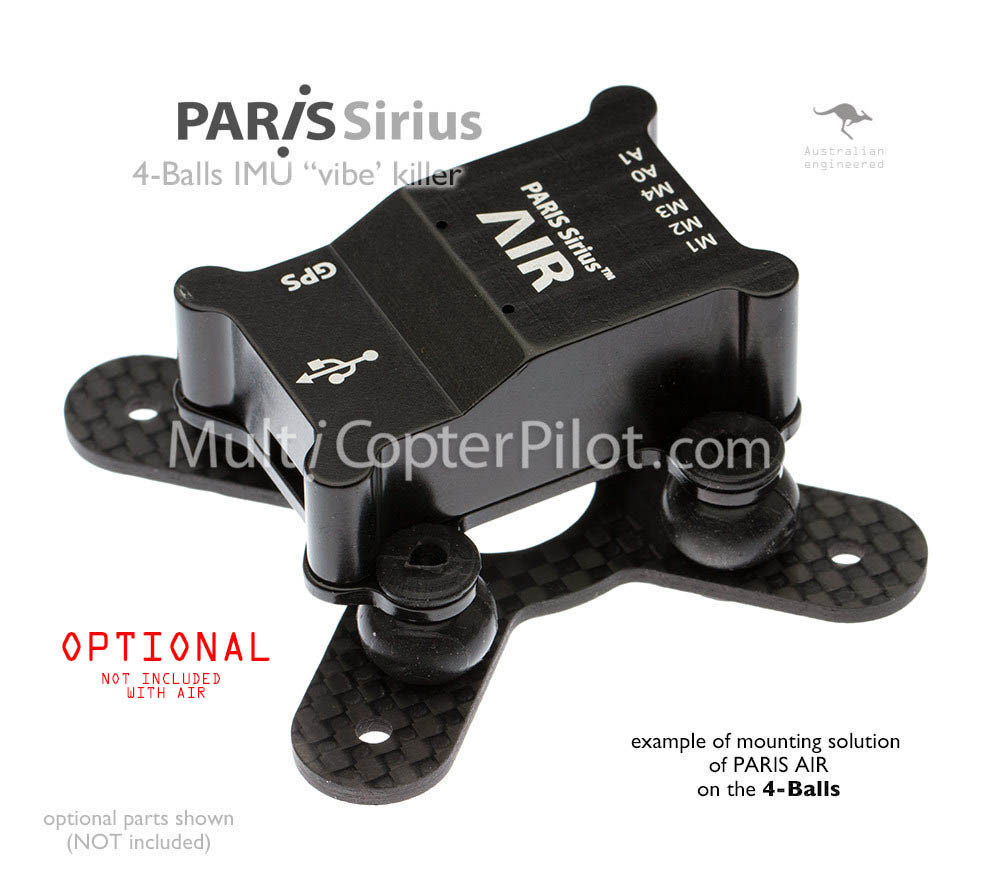 PARIS Sirius
4-Balls IMU “vibe’ killer
Australian
engineered
A1
A0
M4
M3
M2
M1
PARIS Sirius™
AIR
GPS
MultiCopterPilot.com
OPTIONAL
NOT INCLUDED
WITH AIR
example of mounting solution
of PARIS AIR
on the 4-Balls
optional parts shown
(NOT included)